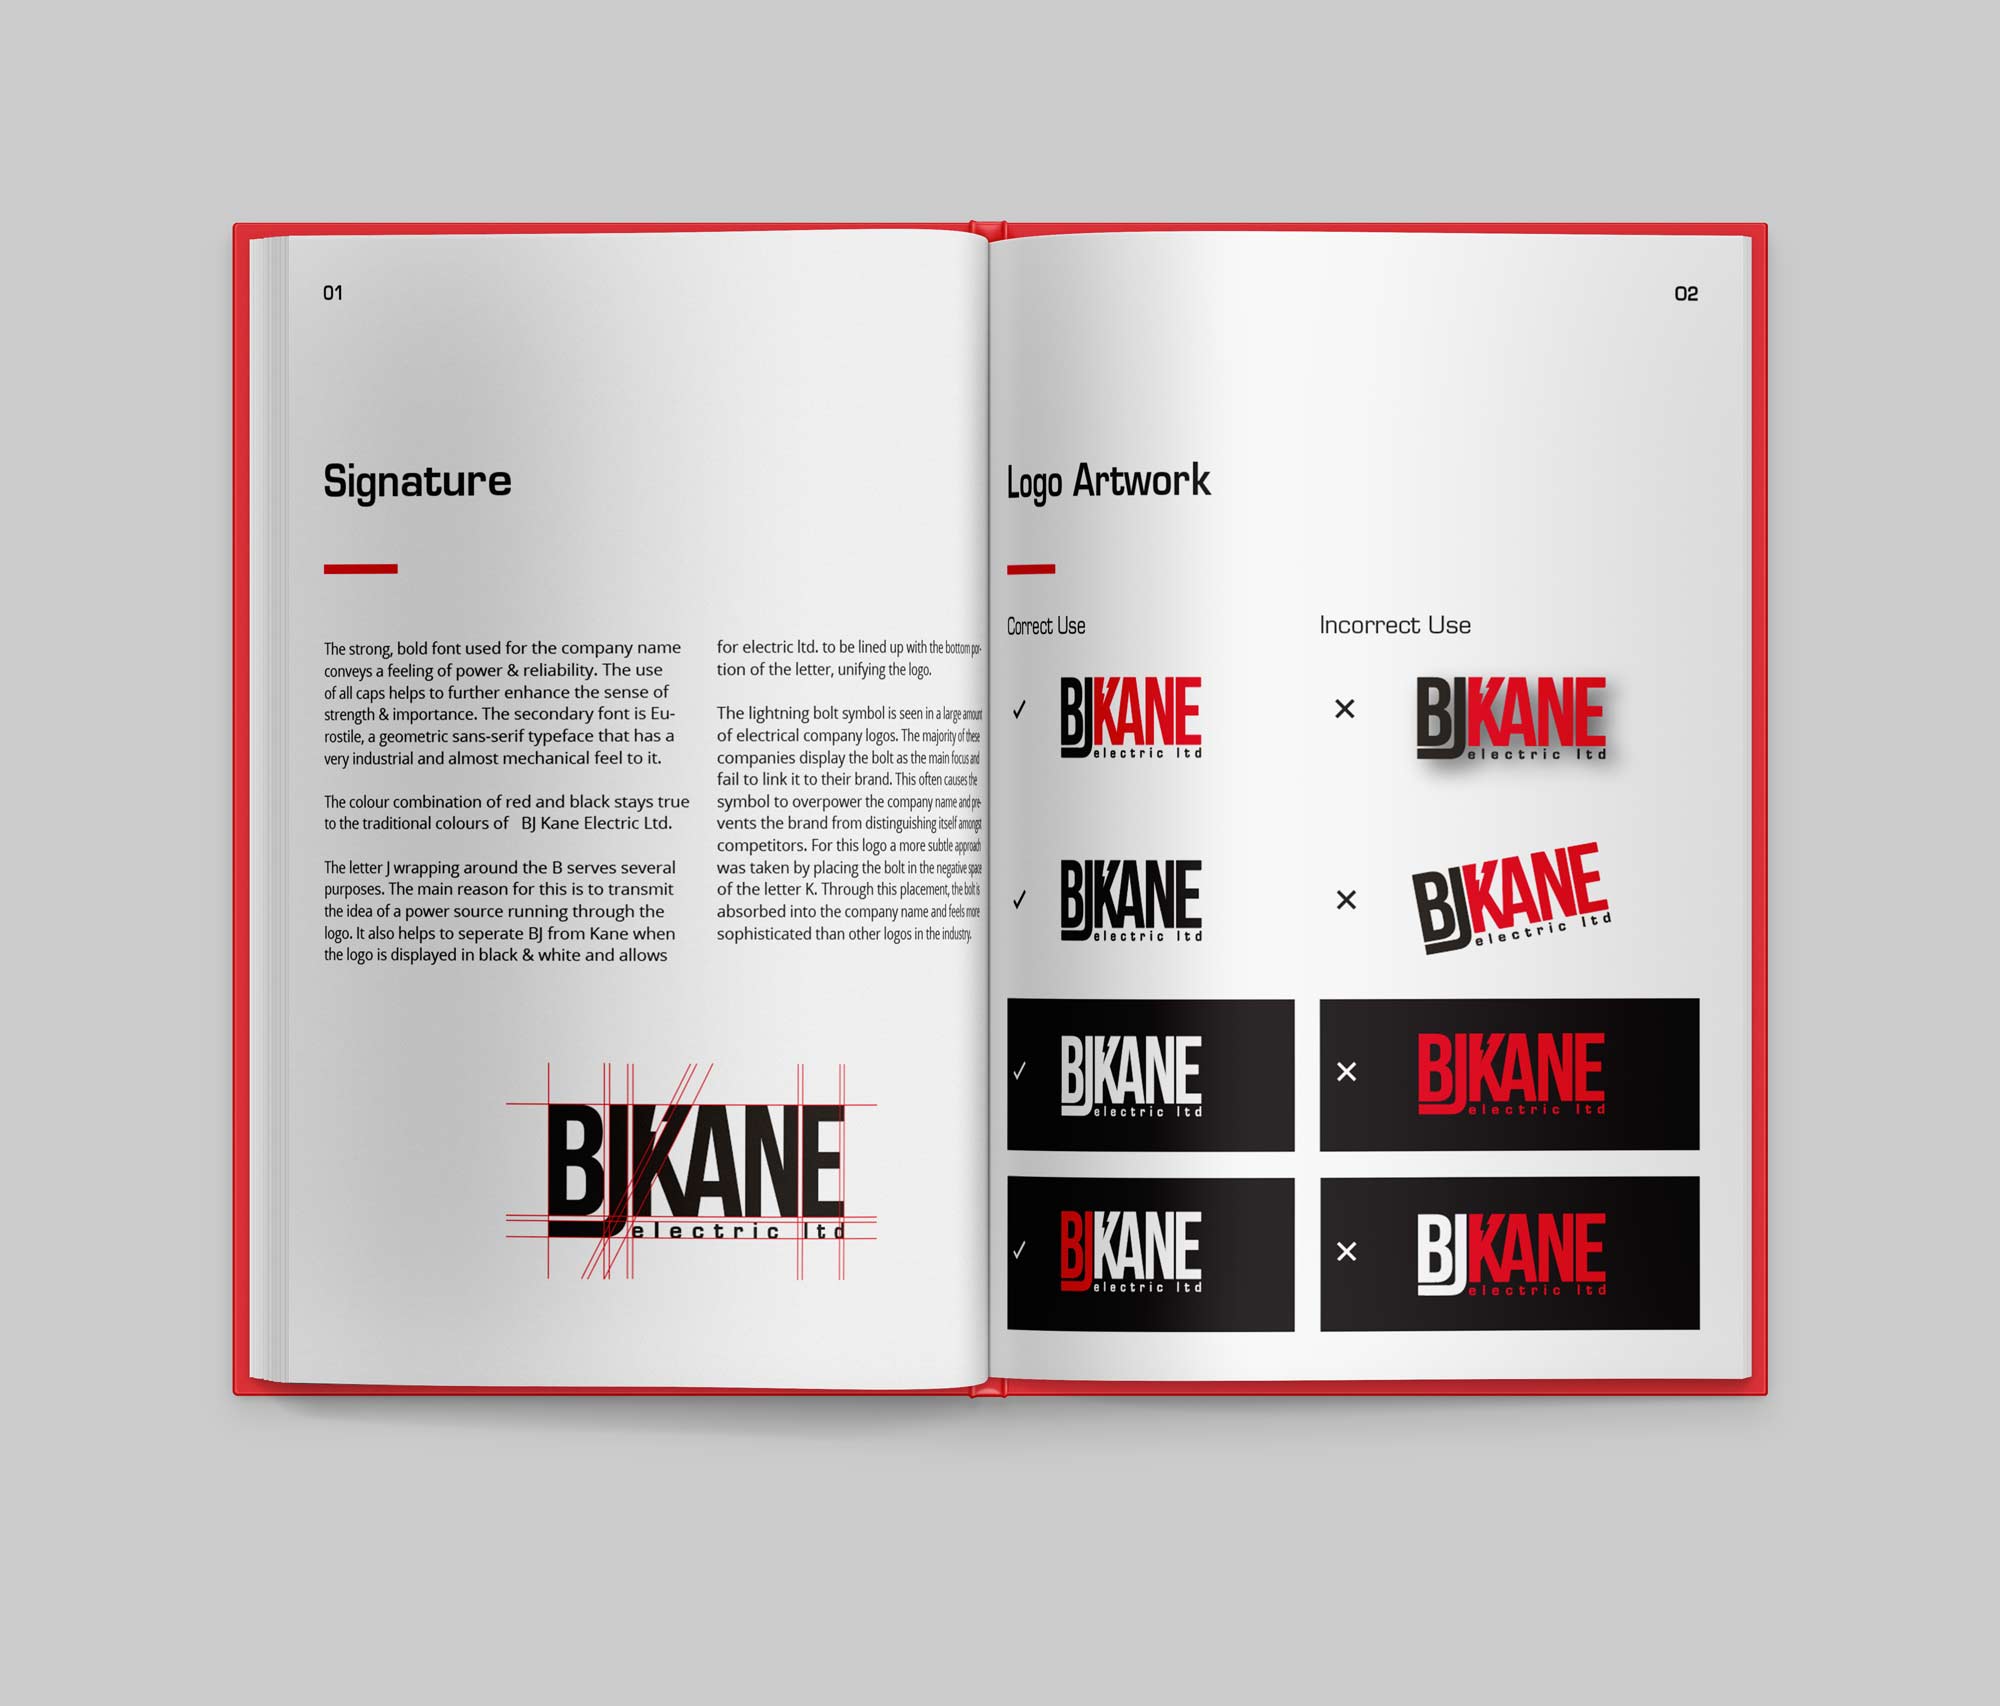 01
Signature
The strong, bold font used for the company name
conveys a feeling of power & reliability. The use
of all caps helps to further enhance the sense of
strength & importance. The secondary font is Eu-
rostile, a geometric sans-serif typeface that has a
very industrial and almost mechanical feel to it.
The colour combination of red and black stays true
to the traditional colours of BJ Kane Electric Ltd.
The letter J wrapping around the B serves several
purposes. The main reason for this is to transmit
the idea of a power source running through the
logo. It also helps to seperate BJ from Kane when
the logo is displayed in black & white and allows
for electric ltd. to be lined up with the bottom por-
tion of the letter, unifying the logo.
The lightning bolt symbol is seen in a large amount
of electrical company logos. The majority of these
companies display the bolt as the main focus and
fail to link it to their brand. This often causes the
symbol to overpower the company name and pre-
vents the brand from distinguishing itself amongst
competitors. For this logo a more subtle approach
was taken by placing the bolt in the negative space
of the letter K. Through this placement, the bolt is
absorbed into the company name and feels more
sophisticated than other logos in the industry.
BJKANE
electric ltd
02
Logo Artwork
Correct Use
BJKANE
electric ltd
BJKANE
electric ltd
BJKANE
electric ltd
BJKANE
electric ltd
Incorrect Use
BJKANE
electric ltd
BJKANE
electric ltd
BJKANE
electric ltd
BJKANE
electric ltd